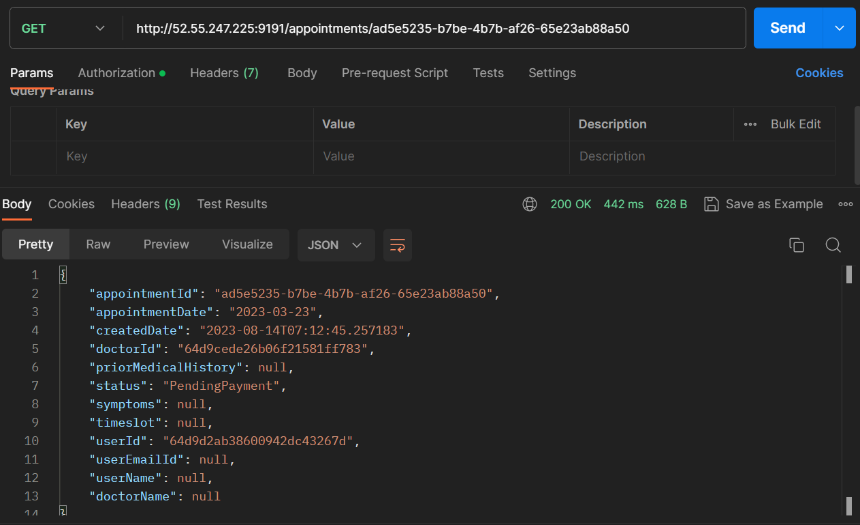 GET http://52.55.247.225:9191/appointments/ad5e5235-b7be-4b7b-af26-65e23ab88a50 Send
Params Authorization Headers (7) Body Pre-request Script Tests Settings Cookies
Query Params
Key Value Description Bulk Edit
Key Value Description
Body Cookies Headers (9) Test Results 200 OK 442 ms 628 B Save as Example
Pretty Raw Preview Visualize JSON
1 {
2 "appointmentId": "ad5e5235-b7be-4b7b-af26-65e23ab88a50",
3 "appointmentDate": "2023-03-23",
4 "createdDate": "2023-08-14T07:12:45.257183",
5 "doctorId": "64d9cede26b06f21581ff783",
6 "priorMedicalHistory": null,
7 "status": "PendingPayment",
8 "symptoms": null,
9 "timeslot": null,
10 "userId": "64d9d2ab38600942dc43267d",
11 "userEmailId": null,
12 "userName": null,
13 "doctorName": null
14 }